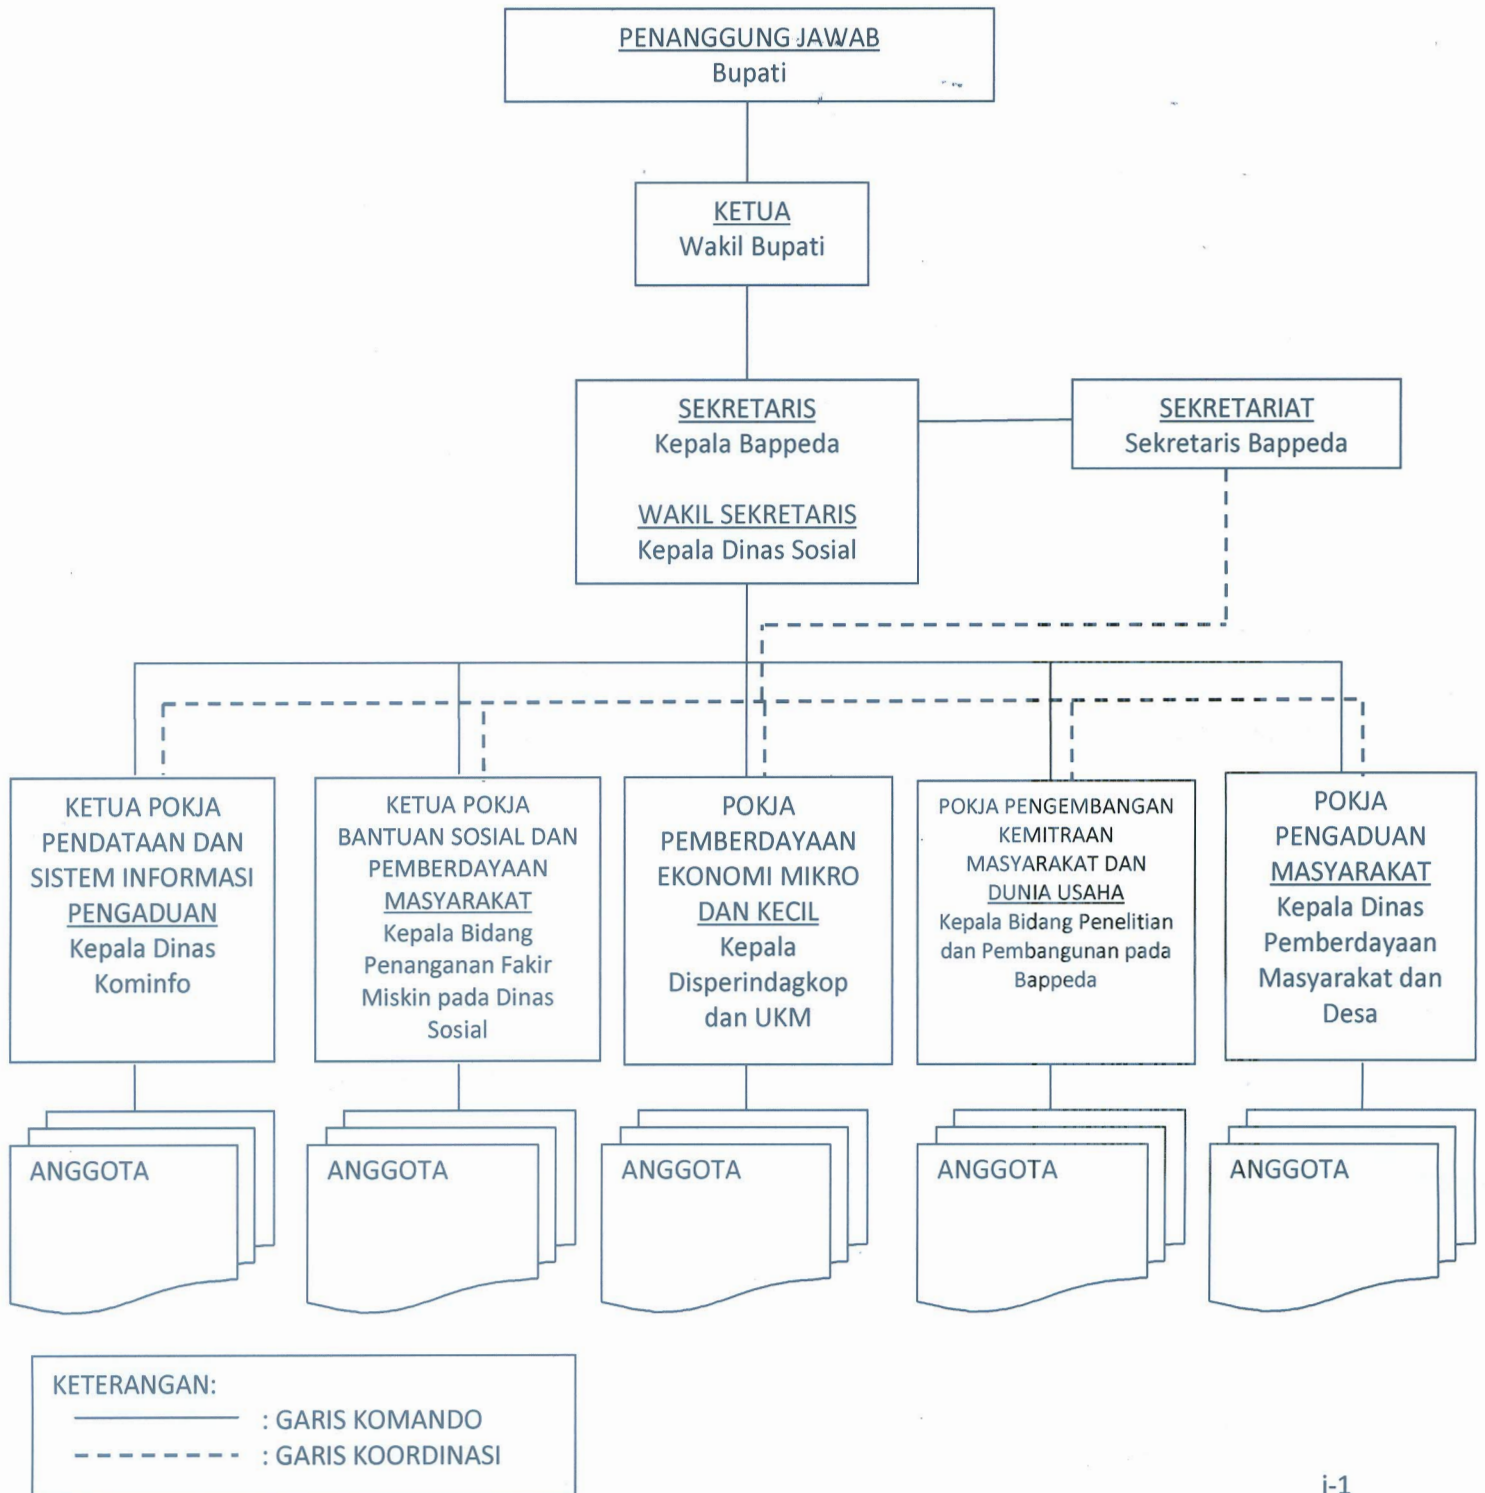 PENANGGUNG JAWAB
Bupati
KETUA
Wakil Bupati
SEKRETARIS
Kepala Bappeda
WAKIL SEKRETARIS
Kepala Dinas Sosial
SEKRETARIAT
Sekretaris Bappeda
KETUA POKJA
PENDATAAN DAN
SISTEM INFORMASI
PENGADUAN
Kepala Dinas
Kominfo
KETUA POKJA
BANTUAN SOSIAL DAN
PEMBERDAYAAN
MASYARAKAT
Kepala Bidang
Penanganan Fakir
Miskin pada Dinas
Sosial
POKJA
PEMBERDAYAAN
EKONOMI MIKRO
DAN KECIL
Kepala
Disperindagkop
dan UKM
POKJA PENGEMBANGAN
KEMITRAAN
MASYARAKAT DAN
DUNIA USAHA
Kepala Bidang Penelitian
dan Pembangunan pada
Bappeda
POKJA
PENGADUAN
MASYARAKAT
Kepala Dinas
Pemberdayaan
Masyarakat dan
Desa
ANGGOTA
ANGGOTA
ANGGOTA
ANGGOTA
ANGGOTA
KETERANGAN:
: GARIS KOMANDO
: GARIS KOORDINASI
i-1